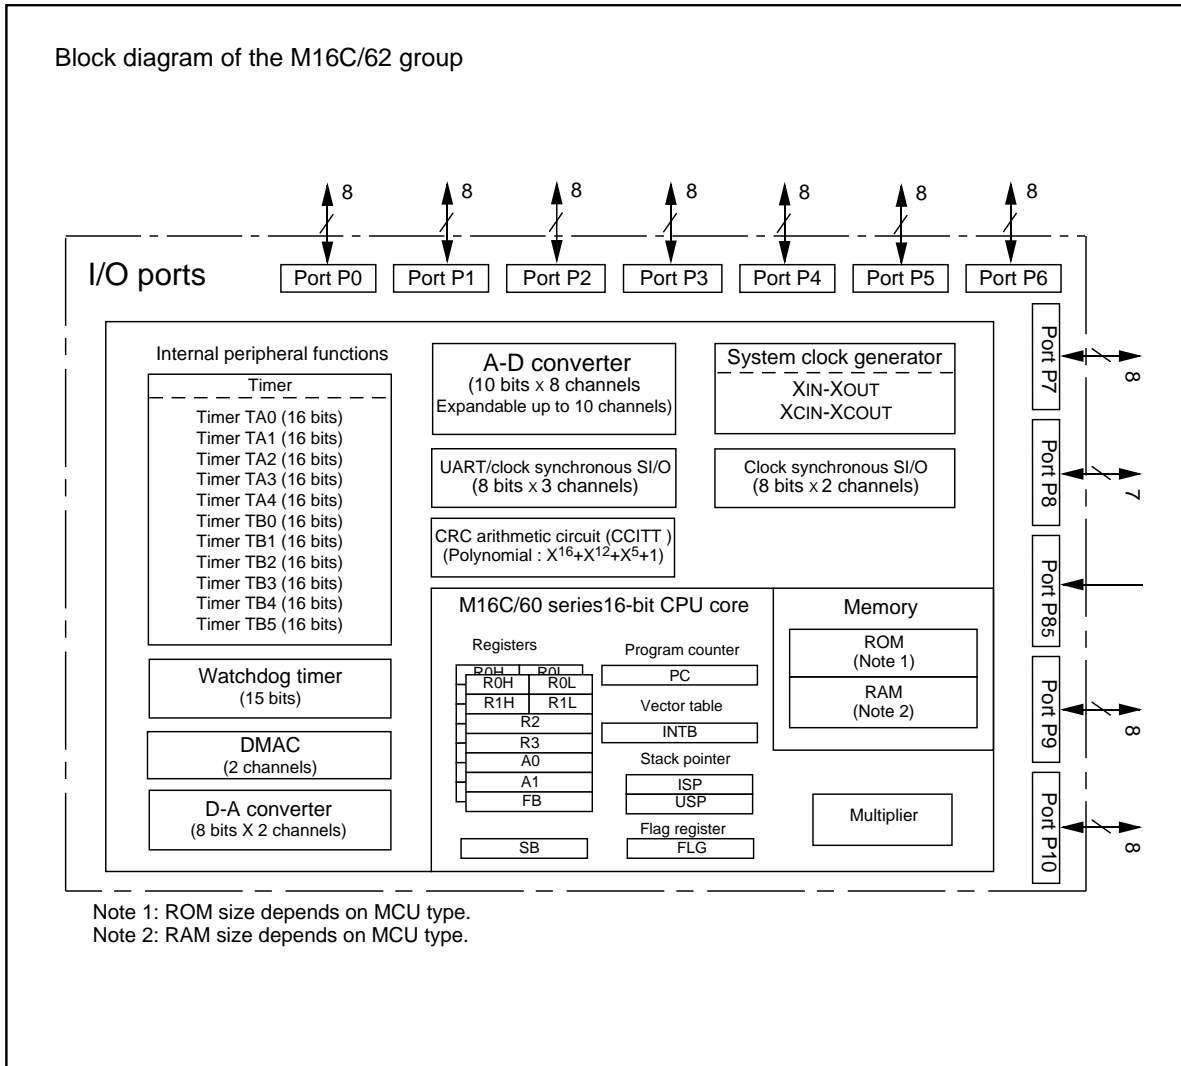 Block diagram of the M16C/62 group
8 8 8 8 8 8 8
I/O ports
Port P0 Port P1 Port P2 Port P3 Port P4 Port P5 Port P6
Port P7
8
Port P8
7
Port P85
Port P9
8
Port P10
8
Internal peripheral functions
Timer
Timer TA0 (16 bits)
Timer TA1 (16 bits)
Timer TA2 (16 bits)
Timer TA3 (16 bits)
Timer TA4 (16 bits)
Timer TB0 (16 bits)
Timer TB1 (16 bits)
Timer TB2 (16 bits)
Timer TB3 (16 bits)
Timer TB4 (16 bits)
Timer TB5 (16 bits)
Watchdog timer
(15 bits)
DMAC
(2 channels)
D-A converter
(8 bits X 2 channels)
A-D converter
(10 bits x 8 channels
Expandable up to 10 channels)
System clock generator
XIN-XOUT
XCIN-XCOUT
UART/clock synchronous SI/O
(8 bits x 3 channels)
Clock synchronous SI/O
(8 bits x 2 channels)
CRC arithmetic circuit (CCITT )
(Polynomial : X16+X12+X5+1)
M16C/60 series16-bit CPU core
Registers
R0H R0L
R0H R0L
R1H R1L
R2
R3
A0
A1
FB
SB
Program counter
PC
Vector table
INTB
Stack pointer
ISP
USP
Flag register
FLG
Memory
ROM
(Note 1)
RAM
(Note 2)
Multiplier
Note 1: ROM size depends on MCU type.
Note 2: RAM size depends on MCU type.